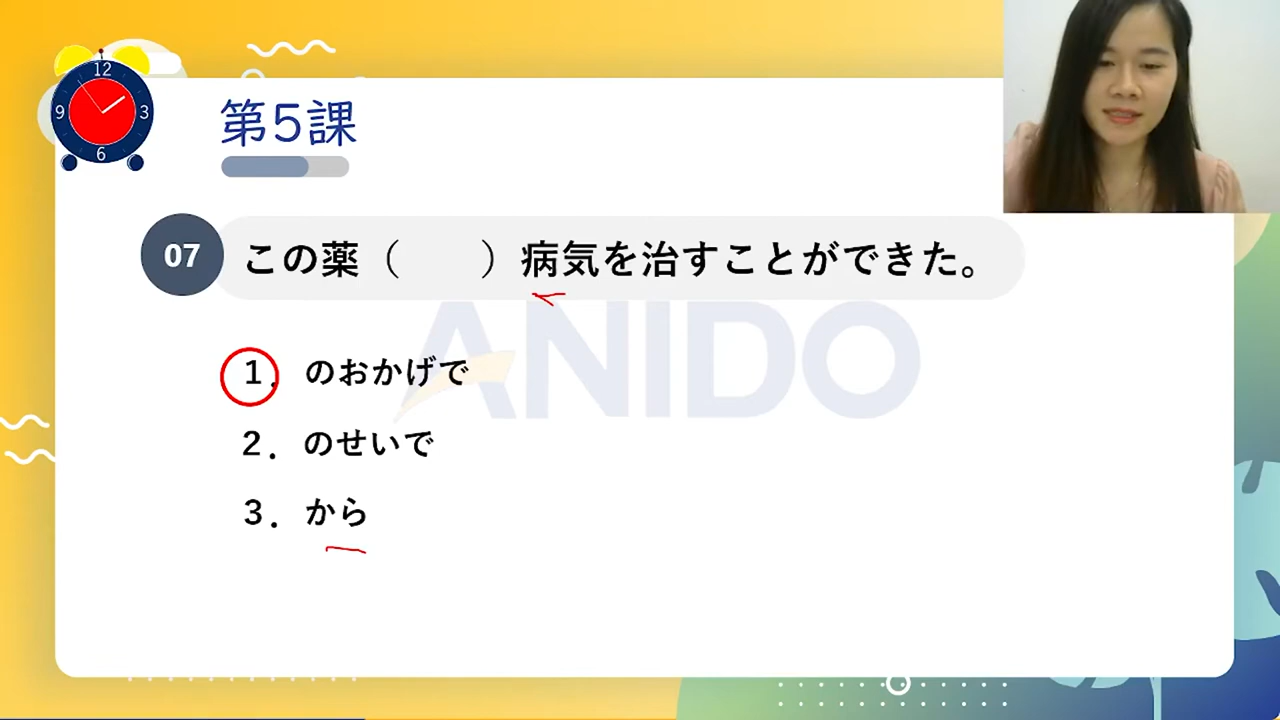 12
9
3
6
第5課
07
この薬（　　）病気を治すことができた。
ANIDO
1. のおかげで
2. のせいで
3. から